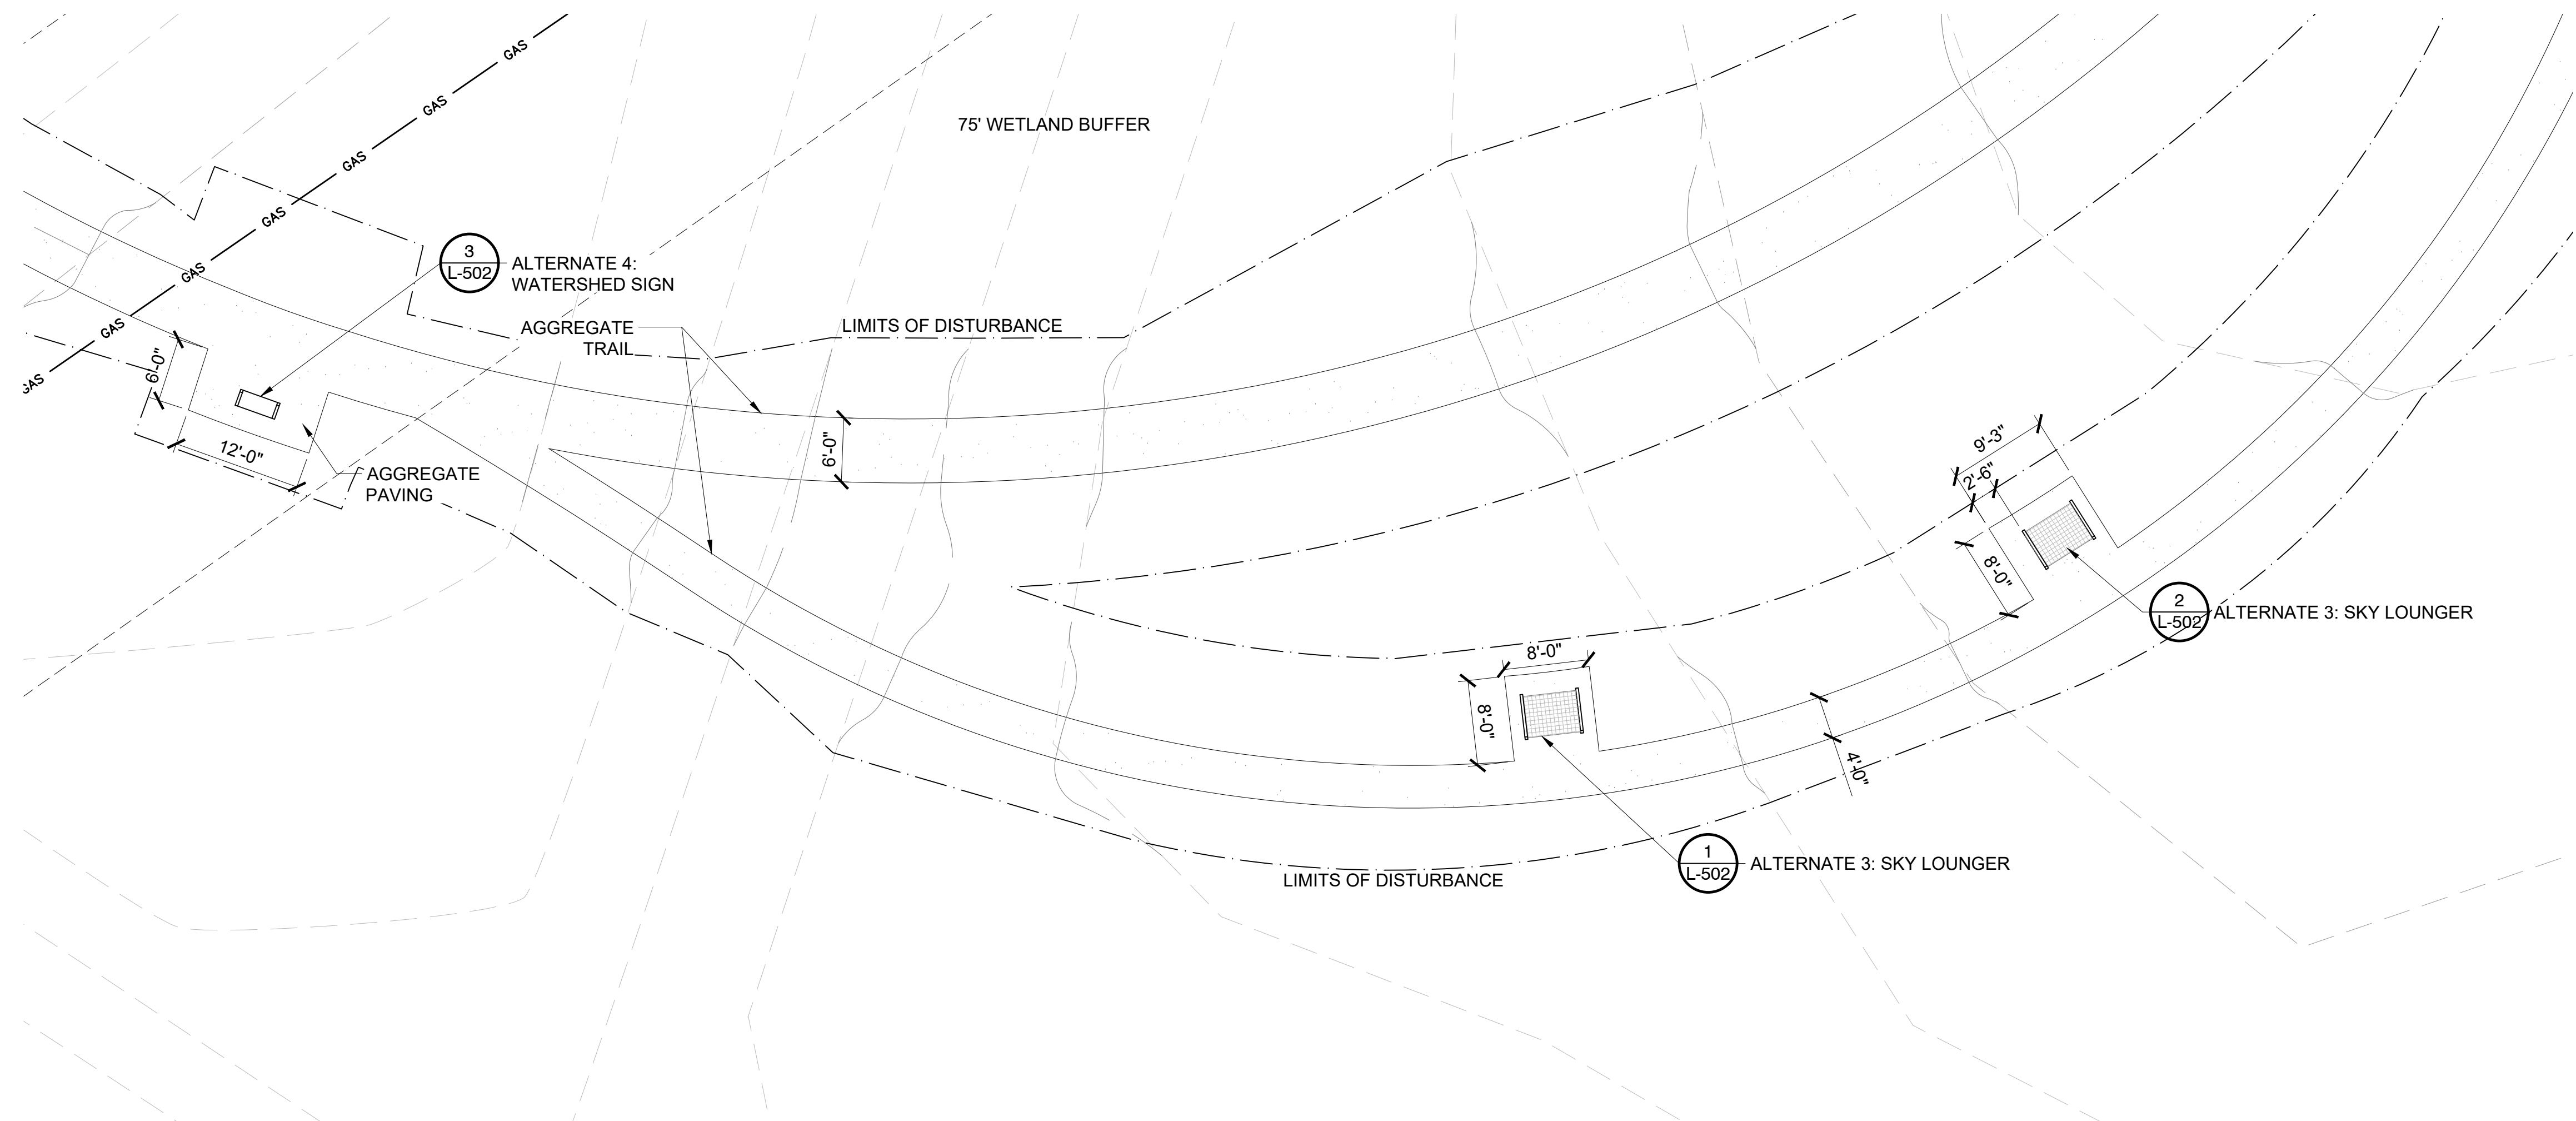 GAS
GAS
GAS
GAS
GAS
GAS
GAS
75' WETLAND BUFFER
3
L-502
ALTERNATE 4:
WATERSHED SIGN
AGGREGATE
TRAIL
LIMITS OF DISTURBANCE
6'-0"
12'-0"
AGGREGATE
PAVING
6'-0"
9'-3"
2'-6"
8'-0"
2
L-502
ALTERNATE 3: SKY LOUNGER
8'-0"
8'-0"
4'-0"
1
L-502
ALTERNATE 3: SKY LOUNGER
LIMITS OF DISTURBANCE